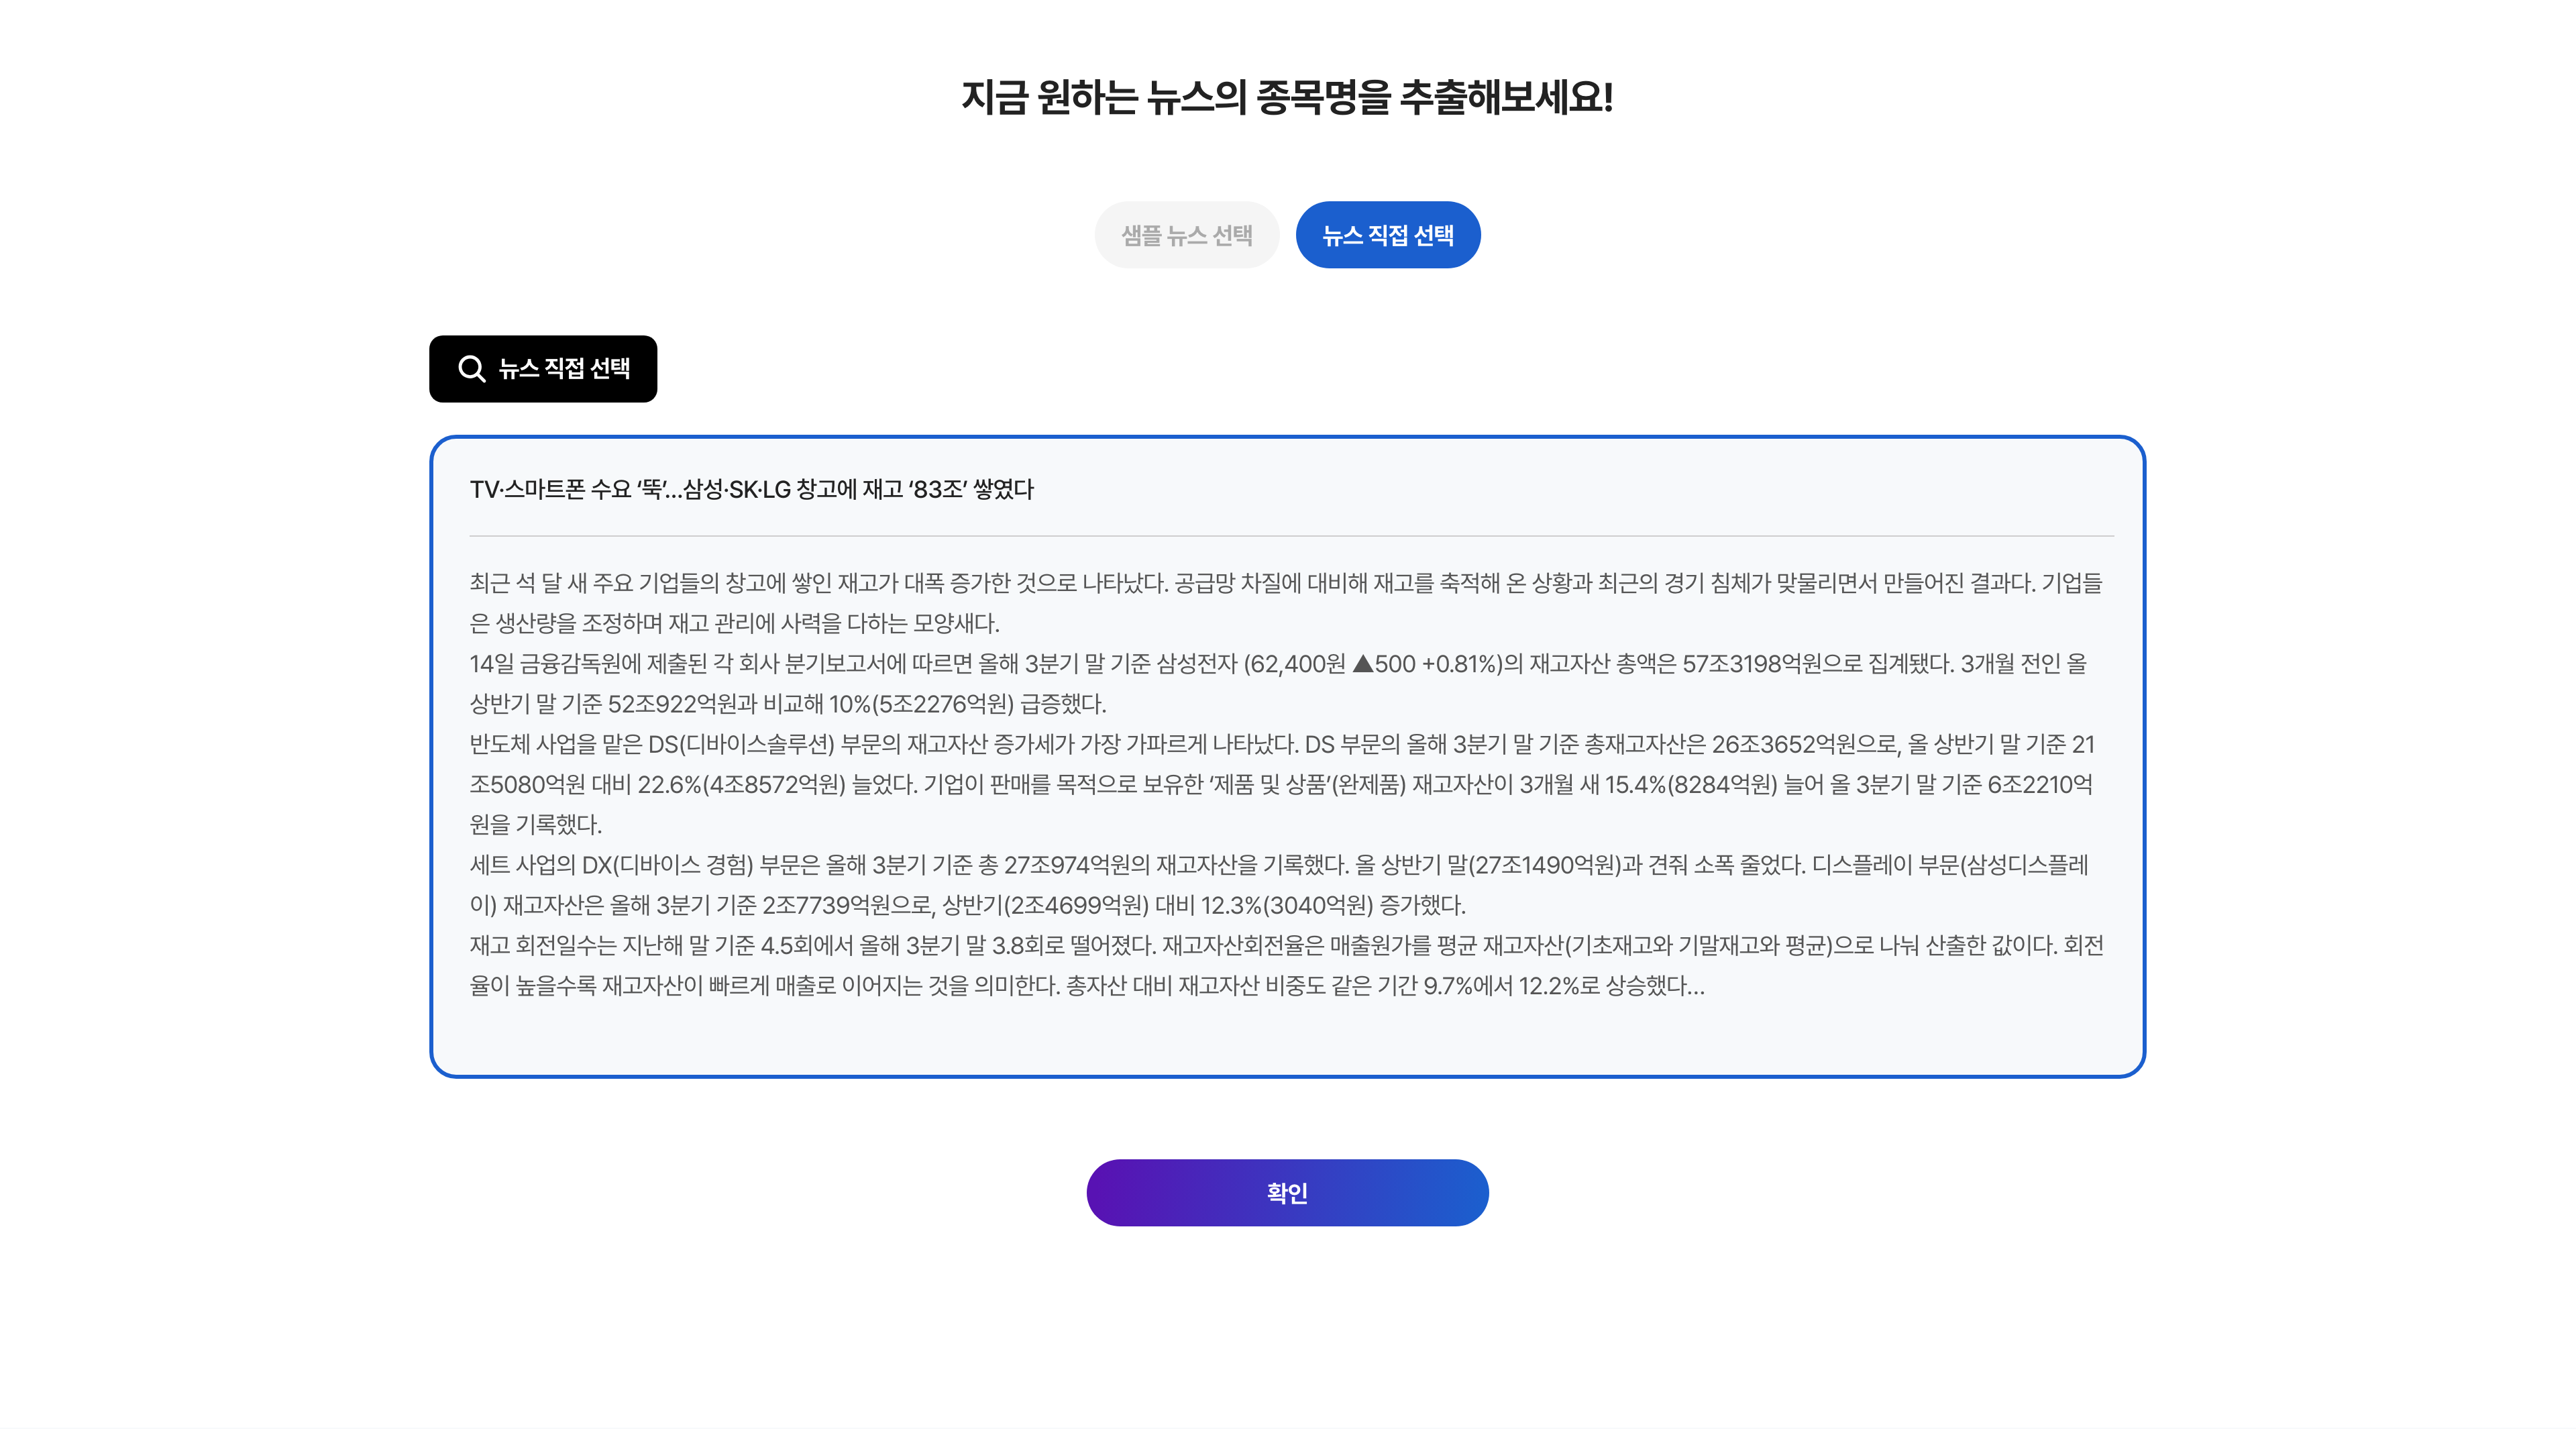 지금 원하는 뉴스의 종목명을 추출해보세요!
샘플 뉴스 선택
뉴스 직접 선택
뉴스 직접 선택
TV·스마트폰 수요 ‘뚝’…삼성·SK·LG 창고에 재고 ‘83조’ 쌓였다
최근 석 달 새 주요 기업들의 창고에 쌓인 재고가 대폭 증가한 것으로 나타났다. 공급망 차질에 대비해 재고를 축적해 온 상황과 최근의 경기 침체가 맞물리면서 만들어진 결과다. 기업들
은 생산량을 조정하며 재고 관리에 사력을 다하는 모양새다.
14일 금융감독원에 제출된 각 회사 분기보고서에 따르면 올해 3분기 말 기준 삼성전자 (62,400원 ▲500 +0.81%)의 재고자산 총액은 57조3198억원으로 집계됐다. 3개월 전인 올
상반기 말 기준 52조922억원과 비교해 10%(5조2276억원) 급증했다.
반도체 사업을 맡은 DS(디바이스솔루션) 부문의 재고자산 증가세가 가장 가파르게 나타났다. DS 부문의 올해 3분기 말 기준 총재고자산은 26조3652억원으로, 올 상반기 말 기준 21
조5080억원 대비 22.6%(4조8572억원) 늘었다. 기업이 판매를 목적으로 보유한 ‘제품 및 상품’(완제품) 재고자산이 3개월 새 15.4%(8284억원) 늘어 올 3분기 말 기준 6조2210억
원을 기록했다.
세트 사업의 DX(디바이스 경험) 부문은 올해 3분기 기준 총 27조974억원의 재고자산을 기록했다. 올 상반기 말(27조1490억원)과 견줘 소폭 줄었다. 디스플레이 부문(삼성디스플레
이) 재고자산은 올해 3분기 기준 2조7739억원으로, 상반기(2조4699억원) 대비 12.3%(3040억원) 증가했다.
재고 회전일수는 지난해 말 기준 4.5회에서 올해 3분기 말 3.8회로 떨어졌다. 재고자산회전율은 매출원가를 평균 재고자산(기초재고와 기말재고와 평균)으로 나눠 산출한 값이다. 회전
율이 높을수록 재고자산이 빠르게 매출로 이어지는 것을 의미한다. 총자산 대비 재고자산 비중도 같은 기간 9.7%에서 12.2%로 상승했다…
확인